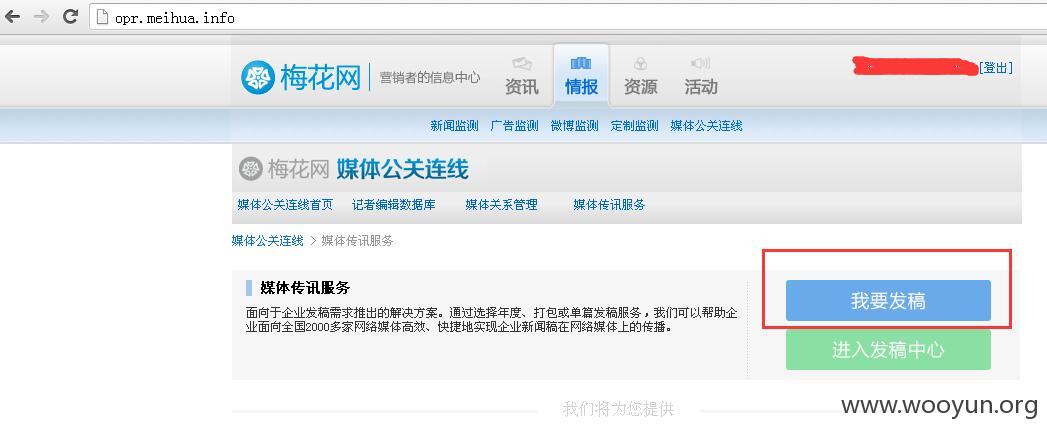 opr.meihua.info
梅花网 营销者的信息中心 资讯 情报 资源 活动 [登出]
新闻监测 广告监测 微博监测 定制监测 媒体公关连线
梅花网 媒体公关连线
媒体公关连线首页 记者编辑数据库 媒体关系管理 媒体传讯服务
媒体公关连线 > 媒体传讯服务
媒体传讯服务
面向于企业发稿需求推出的解决方案。通过选择年度、打包或单篇发稿服务，我们可以帮助企
业面向全国2000多家网络媒体高效、快捷地实现企业新闻稿在网络媒体上的传播。
我要发稿
进入发稿中心
我们将为您提供
www.wooyun.org